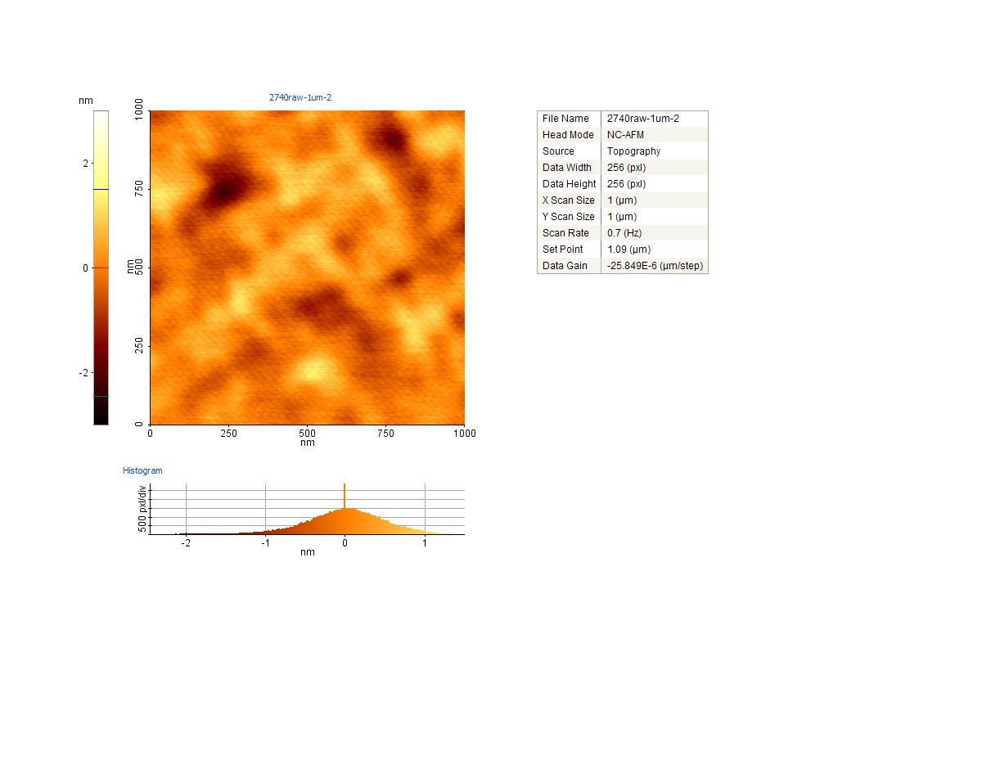 nm
2740raw-1um-2
2
0
-2
nm
1000
750
500
250
0
0 250 500 750 1000
nm
File Name 2740raw-1um-2
Head Mode NC-AFM
Source Topography
Data Width 256 (pxl)
Data Height 256 (pxl)
X Scan Size 1 (µm)
Y Scan Size 1 (µm)
Scan Rate 0.7 (Hz)
Set Point 1.09 (µm)
Data Gain -25.849E-6 (µm/step)
Histogram
500 pxl/div
-2 -1 0 1
nm